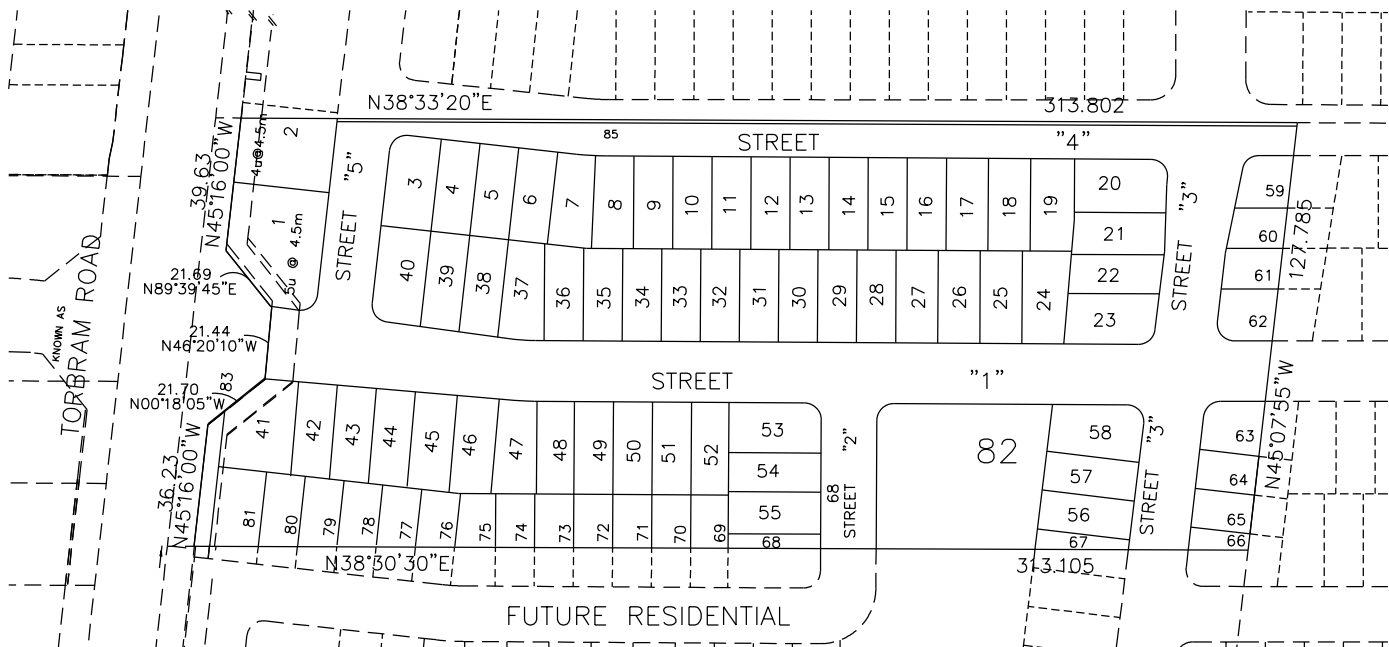 N38°33'20"E
313.802
85
STREET "4"
2
4u@4.5m
39.63
N45°16'00"W
STREET "5"
1
5u @ 4.5m
21.69
N89°39'45"E
21.44
N46°20'10"W
21.70
N00°18'05"W
83
KNOWN AS
TORBRAM ROAD
36.23
N45°16'00"W
3 4 5 6 7 8 9 10 11 12 13 14 15 16 17 18 19
20
21
22
23
40 39 38 37 36 35 34 33 32 31 30 29 28 27 26 25 24
STREET "3"
59
60
61
62
127.785
N45°07'55"W
STREET "1"
41 42 43 44 45 46 47 48 49 50 51 52
53
54
55
68
81 80 79 78 77 76 75 74 73 72 71 70 69
68
STREET "2"
82
58
57
56
67
STREET "3"
63
64
65
66
N38°30'30"E
313.105
FUTURE RESIDENTIAL